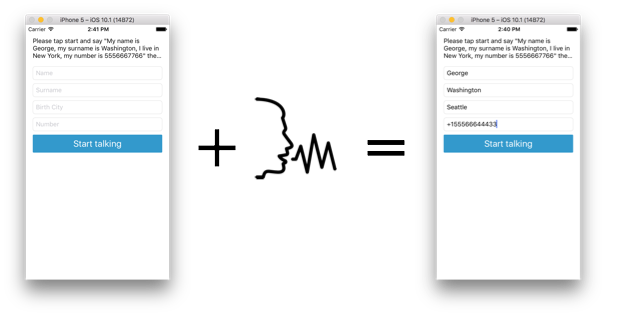 iPhone 5 – iOS 10.1 (14B72)
Carrier 2:41 PM
Please tap start and say "My name is
George, my surname is Washington, I live in
New York, my number is 5556667766" the...
Name
Surname
Birth City
Number
Start talking
+
=
iPhone 5 – iOS 10.1 (14B72)
Carrier 2:40 PM
Please tap start and say "My name is
George, my surname is Washington, I live in
New York, my number is 5556667766" the...
George
Washington
Seattle
+155566644433
Start talking